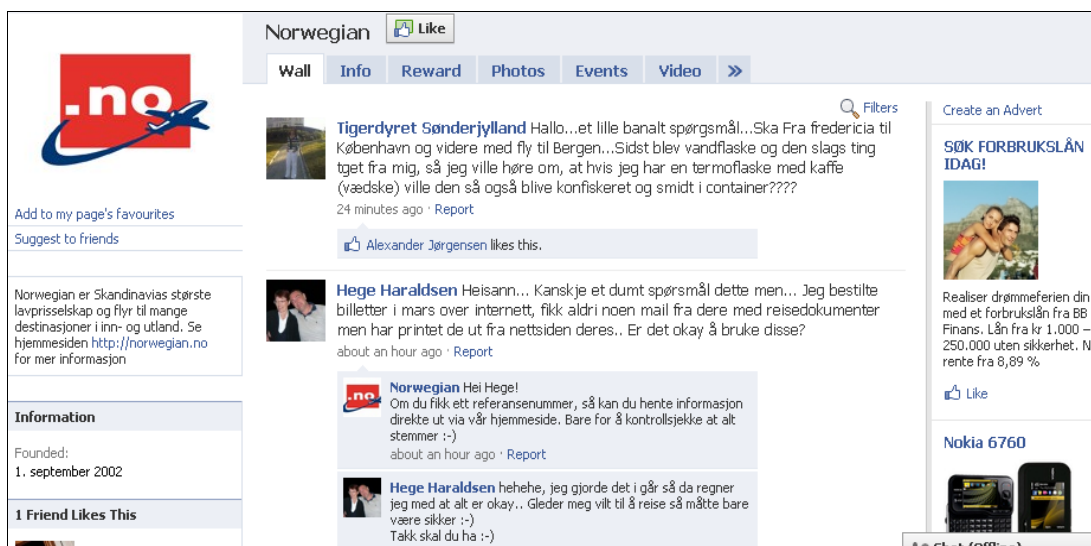 .no
Add to my page's favourites
Suggest to friends
Norwegian er Skandinavias største
lavprisselskap og flyr til mange
destinasjoner i inn- og utland. Se
hjemmesiden http://norwegian.no
for mer informasjon
Information
Founded:
1. september 2002
1 Friend Likes This
Norwegian Like
Wall Info Reward Photos Events Video »
Filters
Tigerdyret Sønderjylland Hallo...et lille banalt spørgsmål...Ska Fra fredericia til
København og videre med fly til Bergen...Sidst blev vandflaske og den slags ting
tget fra mig, så jeg ville høre om, at hvis jeg har en termoflaske med kaffe
(vædske) ville den så også blive konfiskeret og smidt i container????
24 minutes ago · Report
Alexander Jørgensen likes this.
Hege Haraldsen Heisann... Kanskje et dumt spørsmål dette men... Jeg bestilte
billetter i mars over internett, fikk aldri noen mail fra dere med reisedokumenter
men har printet de ut fra nettsiden deres.. Er det okay å bruke disse?
about an hour ago · Report
.no
Norwegian Hei Hege!
Om du fikk ett referansenummer, så kan du hente informasjon
direkte ut via vår hjemmeside. Bare for å kontrollsjekke at alt
stemmer :-)
about an hour ago · Report
Hege Haraldsen hehehe, jeg gjorde det i går så da regner
jeg med at alt er okay.. Gleder meg vilt til å reise så måtte bare
være sikker :-)
Takk skal du ha :-)
Create an Advert
SØK FORBRUKSLÅN
IDAG!
Realiser drømmeferien din
med et forbrukslån fra BB
Finans. Lån fra kr 1.000 –
250.000 uten sikkerhet. N
rente fra 8,89 %
Like
Nokia 6760
Chat (Offline)